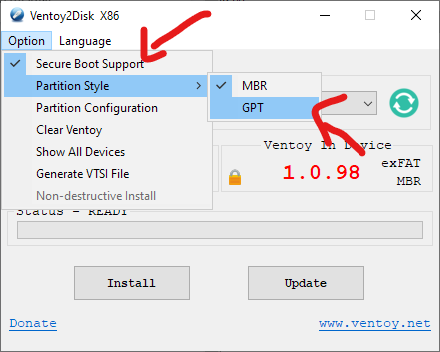 Ventoy2Disk X86
Option Language
Secure Boot Support
Partition Style
MBR
GPT
Partition Configuration
Clear Ventoy
Show All Devices
Generate VTSI File
Non-destructive Install
Ventoy In Device
1.0.98
exFAT
MBR
Status - READY
Install Update
Donate www.ventoy.net